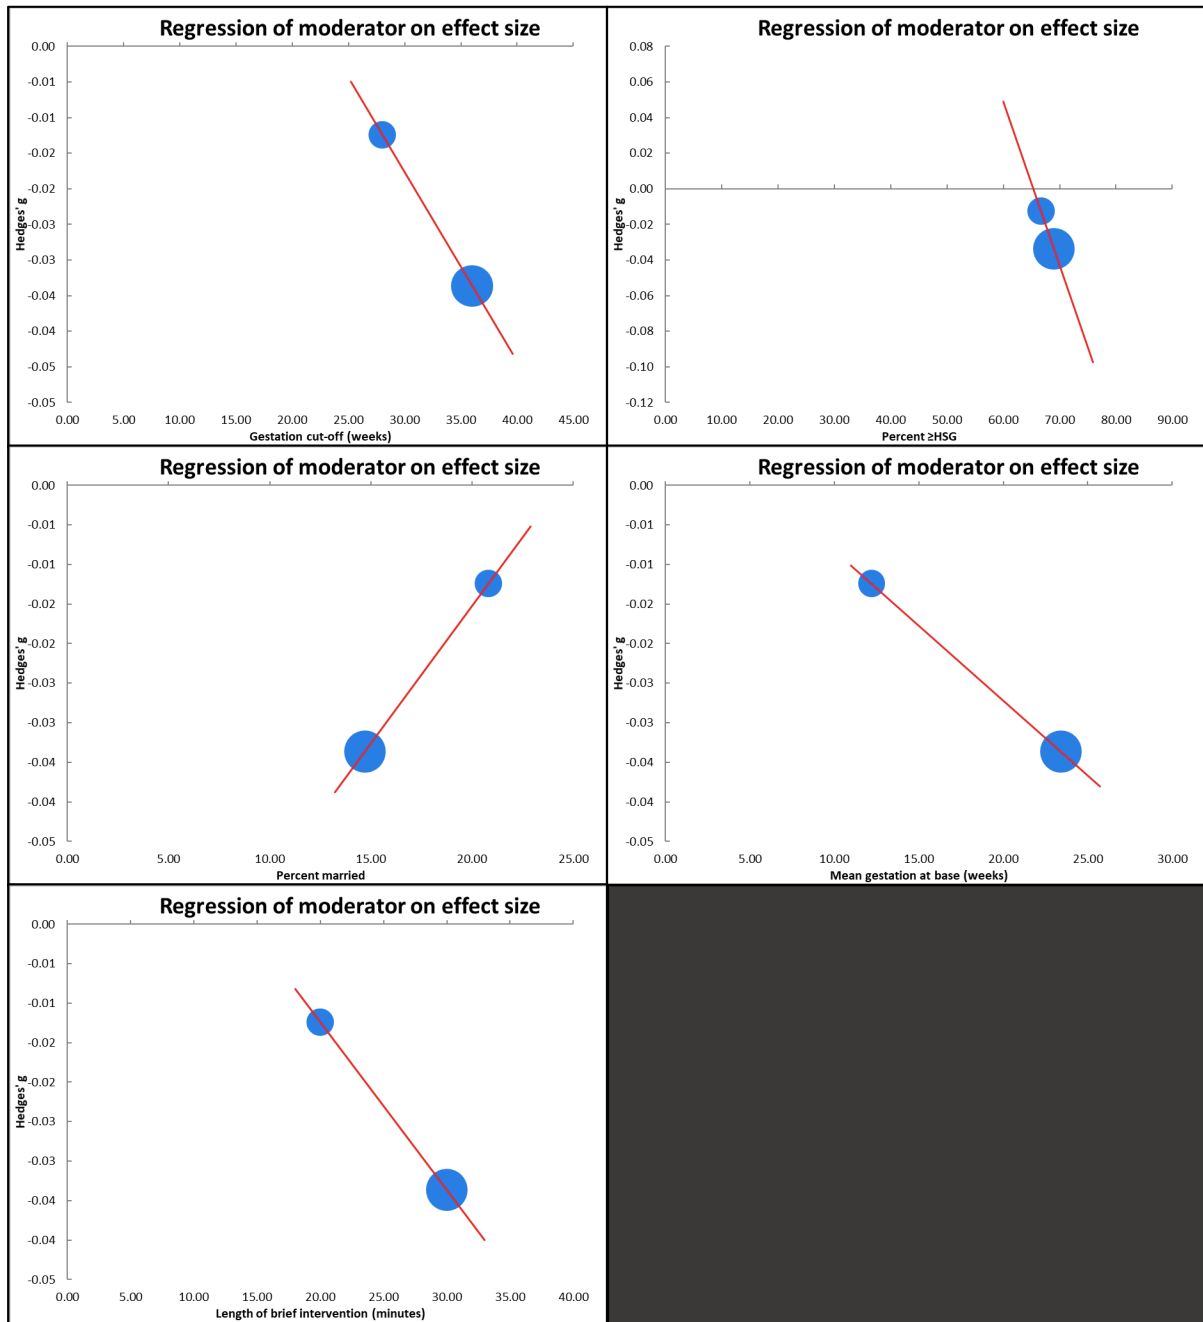 Regression of moderator on effect size
0.00
-0.01
-0.01
-0.02
-0.02
-0.03
-0.03
-0.04
-0.04
-0.05
-0.05
Hedges' g
0.00 5.00 10.00 15.00 20.00 25.00 30.00 35.00 40.00 45.00
Gestation cut-off (weeks)
Regression of moderator on effect size
0.08
0.06
0.04
0.02
0.00
-0.02
-0.04
-0.06
-0.08
-0.10
-0.12
Hedges' g
0.00 10.00 20.00 30.00 40.00 50.00 60.00 70.00 80.00 90.00
Percent ≥HSG
Regression of moderator on effect size
0.00
-0.01
-0.01
-0.02
-0.02
-0.03
-0.03
-0.04
-0.04
-0.05
Hedges' g
0.00 5.00 10.00 15.00 20.00 25.00
Percent married
Regression of moderator on effect size
0.00
-0.01
-0.01
-0.02
-0.02
-0.03
-0.03
-0.04
-0.04
-0.05
Hedges' g
0.00 5.00 10.00 15.00 20.00 25.00 30.00
Mean gestation at base (weeks)
Regression of moderator on effect size
0.00
-0.01
-0.01
-0.02
-0.02
-0.03
-0.03
-0.04
-0.04
-0.05
Hedges' g
0.00 5.00 10.00 15.00 20.00 25.00 30.00 35.00 40.00
Length of brief intervention (minutes)